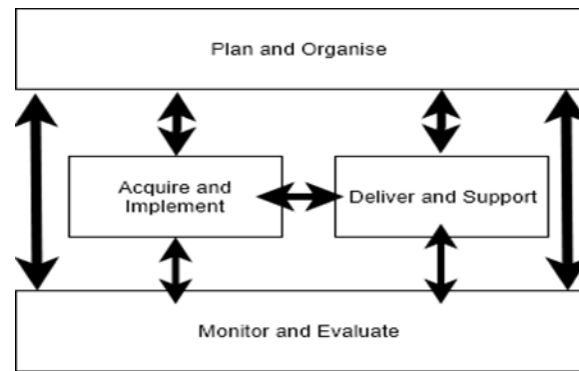 Plan and Organise
Acquire and
Implement
Deliver and Support
Monitor and Evaluate